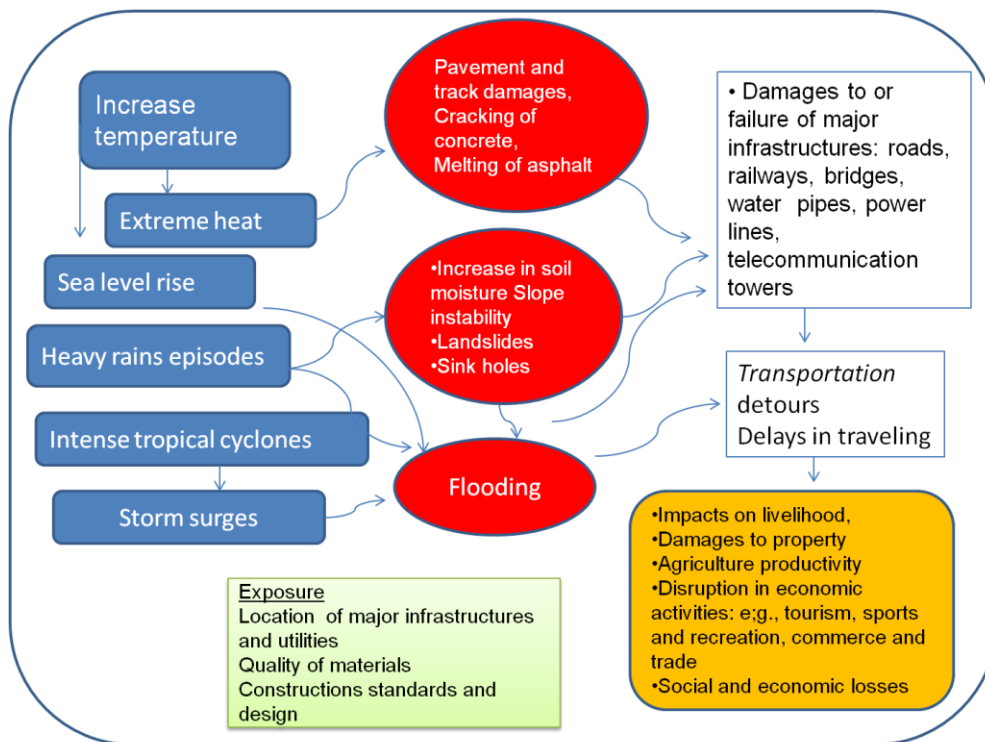 Increase
temperature
Extreme heat
Sea level rise
Heavy rains episodes
Intense tropical cyclones
Storm surges
Pavement and
track damages,
Cracking of
concrete,
Melting of asphalt
•Increase in soil
moisture Slope
instability
•Landslides
•Sink holes
Flooding
• Damages to or
failure of major
infrastructures: roads,
railways, bridges,
water pipes, power
lines,
telecommunication
towers
Transportation
detours
Delays in traveling
•Impacts on livelihood,
•Damages to property
•Agriculture productivity
•Disruption in economic
activities: e;g., tourism, sports
and recreation, commerce and
trade
•Social and economic losses
Exposure
Location of major infrastructures
and utilities
Quality of materials
Constructions standards and
design